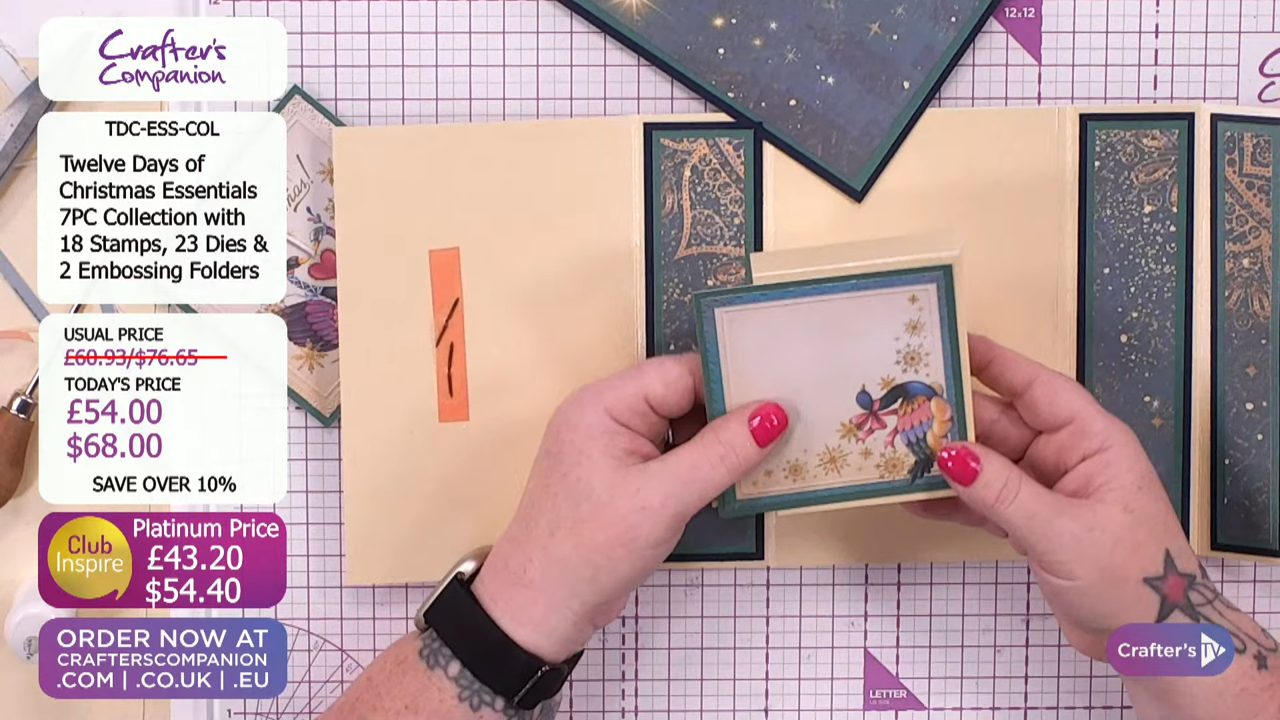 Crafter's
Companion
TDC-ESS-COL
Twelve Days of
Christmas Essentials
7PC Collection with
18 Stamps, 23 Dies &
2 Embossing Folders
USUAL PRICE
£60.93/$76.65
TODAY'S PRICE
£54.00
$68.00
SAVE OVER 10%
Club
Inspire
Platinum Price
£43.20
$54.40
ORDER NOW AT
CRAFTERSCOMPANION
.COM | .CO.UK | .EU
12x12
LETTER
Crafter's TV